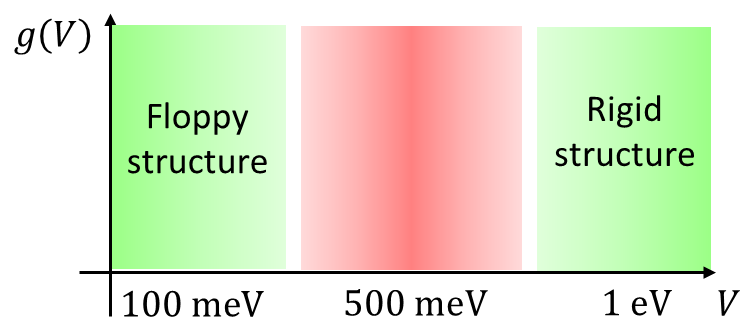 g(V)
Floppy
structure
Rigid
structure
100 meV
500 meV
1 eV
V